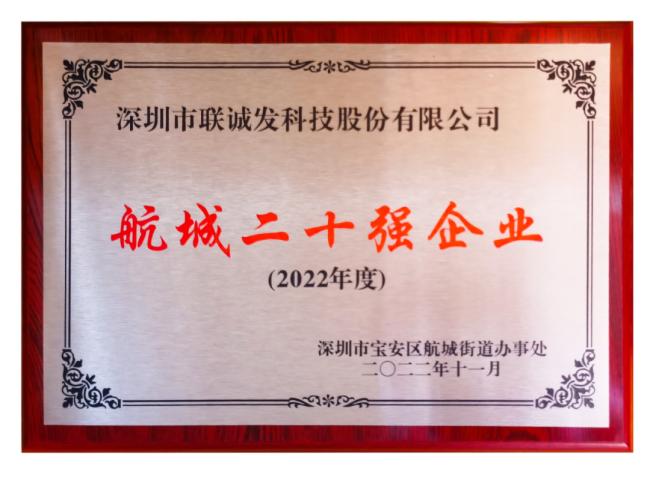 深圳市联诚发科技股份有限公司
航城二十强企业
(2022年度)
深圳市宝安区航城街道办事处
二〇二二年十一月